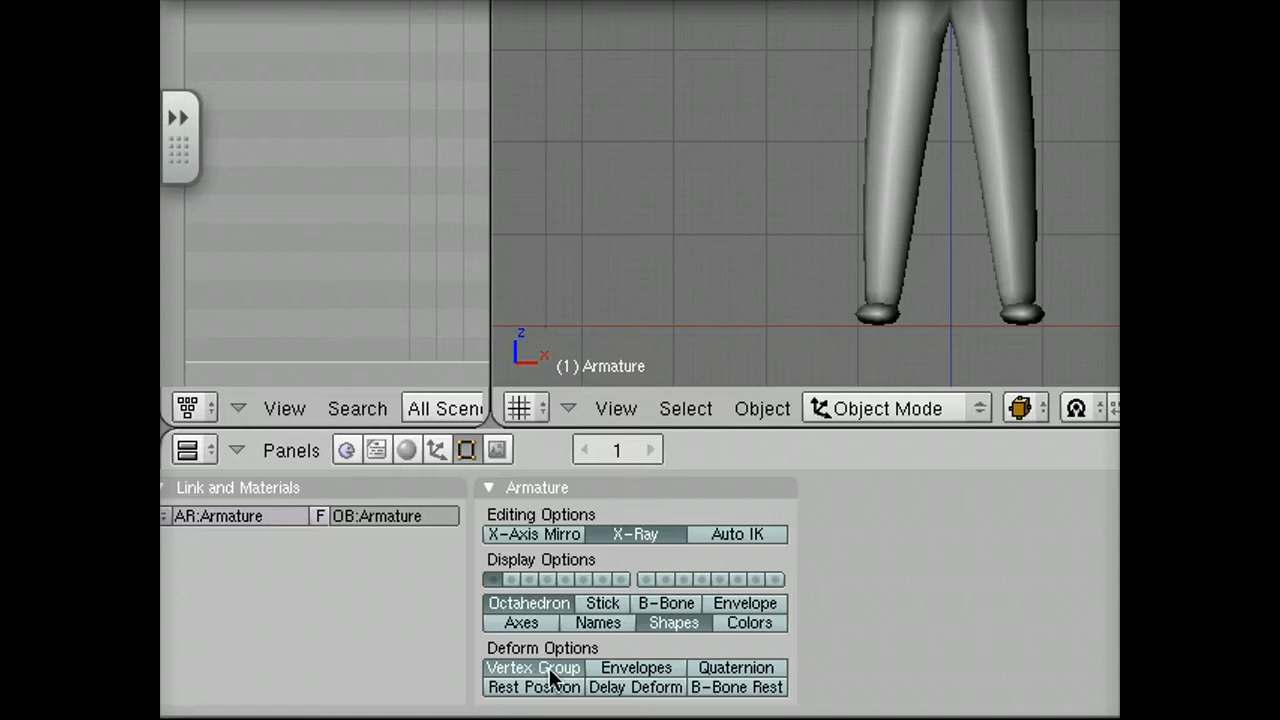 z
x
(1) Armature
View Search All Scen
View Select Object Object Mode
Panels 1
Link and Materials
AR:Armature F OB:Armature
Armature
Editing Options
X-Axis Mirro X-Ray Auto IK
Display Options
Octahedron Stick B-Bone Envelope
Axes Names Shapes Colors
Deform Options
Vertex Group Envelopes Quaternion
Rest Position Delay Deform B-Bone Rest